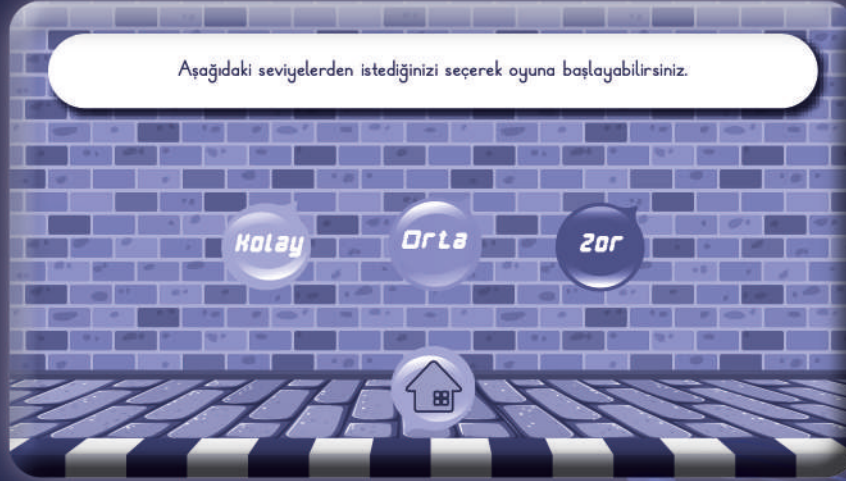 Aşağıdaki seviyelerden istediğinizi seçerek oyuna başlayabilirsiniz.
Kolay
Orta
Zor